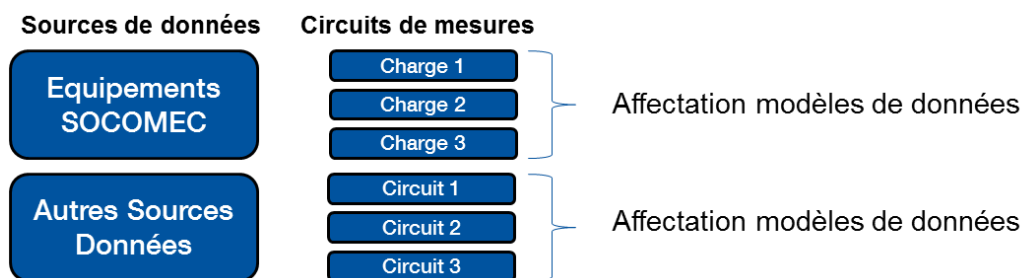 Sources de données
Circuits de mesures
Equipements
SOCOMEC
Charge 1
Charge 2
Charge 3
Affectation modèles de données
Autres Sources
Données
Circuit 1
Circuit 2
Circuit 3
Affectation modèles de données